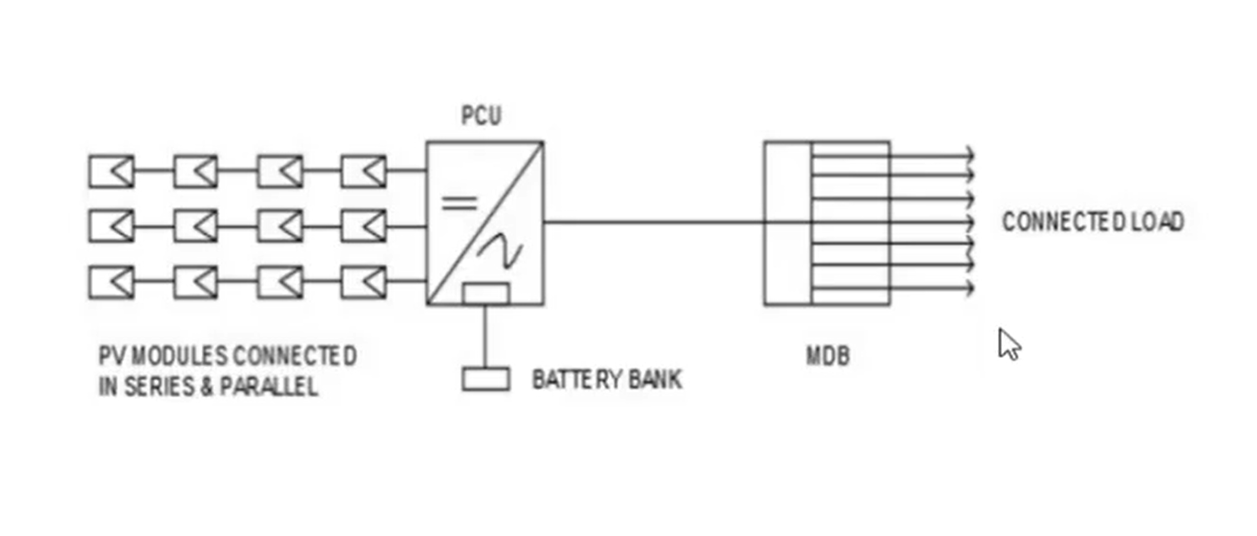 PCU
CONNECTED LOAD
PV MODULES CONNECTED
IN SERIES & PARALLEL
MDB
BATTERY BANK